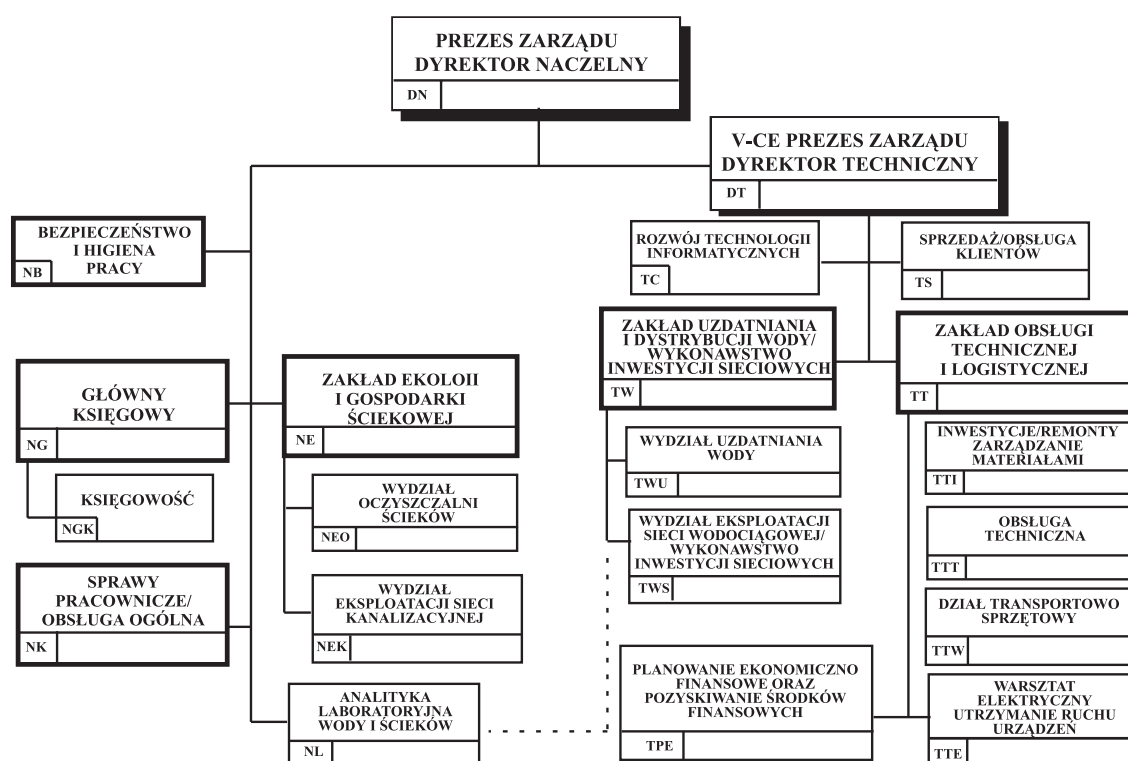 PREZES ZARZĄDU
DYREKTOR NACZELNY
DN
V-CE PREZES ZARZĄDU
DYREKTOR TECHNICZNY
DT
BEZPIECZEŃSTWO
I HIGIENA
PRACY
NB
ROZWÓJ TECHNOLOGII
INFORMATYCZNYCH
TC
SPRZEDAŻ/OBSŁUGA
KLIENTÓW
TS
GŁÓWNY
KSIĘGOWY
NG
ZAKŁAD EKOLOII
I GOSPODARKI
ŚCIEKOWEJ
NE
ZAKŁAD UZDATNIANIA
I DYSTRYBUCJI WODY/
WYKONAWSTWO
INWESTYCJI SIECIOWYCH
TW
ZAKŁAD OBSŁUGI
TECHNICZNEJ
I LOGISTYCZNEJ
TT
KSIĘGOWOŚĆ
NGK
WYDZIAŁ
OCZYSZCZALNI
ŚCIEKÓW
NEO
WYDZIAŁ UZDATNIANIA
WODY
TWU
INWESTYCJE/REMONTY
ZARZĄDZANIE
MATERIAŁAMI
TTI
WYDZIAŁ EKSPLOATACJI
SIECI WODOCIĄGOWEJ/
WYKONAWSTWO
INWESTYCJI SIECIOWYCH
TWS
OBSŁUGA
TECHNICZNA
TTT
SPRAWY
PRACOWNICZE/
OBSŁUGA OGÓLNA
NK
WYDZIAŁ
EKSPLOATACJI SIECI
KANALIZACYJNEJ
NEK
DZIAŁ TRANSPORTOWO
SPRZĘTOWY
TTW
ANALITYKA
LABORATORYJNA
WODY I ŚCIEKÓW
NL
PLANOWANIE EKONOMICZNO
FINANSOWE ORAZ
POZYSKIWANIE ŚRODKÓW
FINANSOWYCH
TPE
WARSZTAT
ELEKTRYCZNY
UTRZYMANIE RUCHU
URZĄDZEŃ
TTE